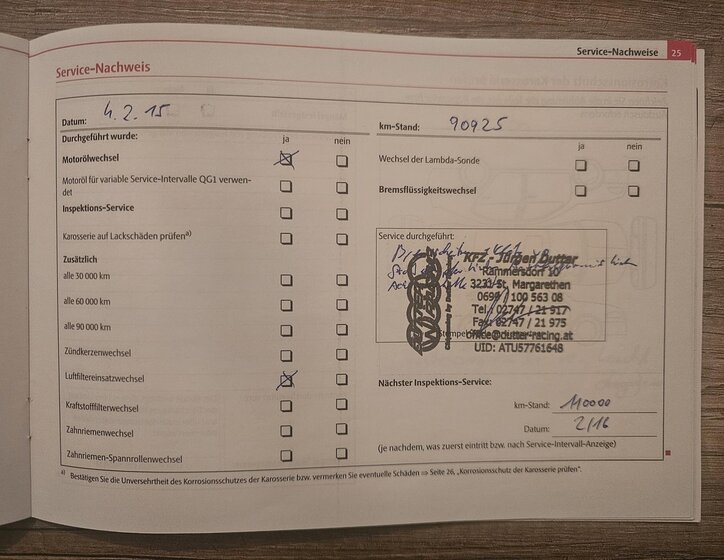 Service-Nachweise 25
Service-Nachweis
Datum: 4.2.15
km-Stand: 90925
Durchgeführt wurde: ja nein
ja nein
Motorölwechsel
Wechsel der Lambda-Sonde
Motoröl für variable Service-Intervalle QG1 verwen-
det
Bremsflüssigkeitswechsel
Inspektions-Service
Karosserie auf Lackschäden prüfen a)
Service durchgeführt:
KFZ - Jürgen Dutter
Rammersdorf 10
3231 St. Margarethen
0699 / 100 563 08
Tel.: 02747 / 21 917
Fax: 02747 / 21 975
office@dutter-racing.at
UID: ATU57761648
Zusätzlich
alle 30 000 km
alle 60 000 km
alle 90 000 km
Zündkerzenwechsel
Luftfiltereinsatzwechsel
Kraftstofffilterwechsel
Zahnriemenwechsel
Zahnriemen-Spannrollenwechsel
Nächster Inspektions-Service:
km-Stand: 110000
Datum: 2/16
(je nachdem, was zuerst eintritt bzw. nach Service-Intervall-Anzeige)
a) Bestätigen Sie die Unversehrtheit des Korrosionsschutzes der Karosserie bzw. vermerken Sie eventuelle Schäden ⇒ Seite 26, „Korrosionsschutz der Karosserie prüfen".